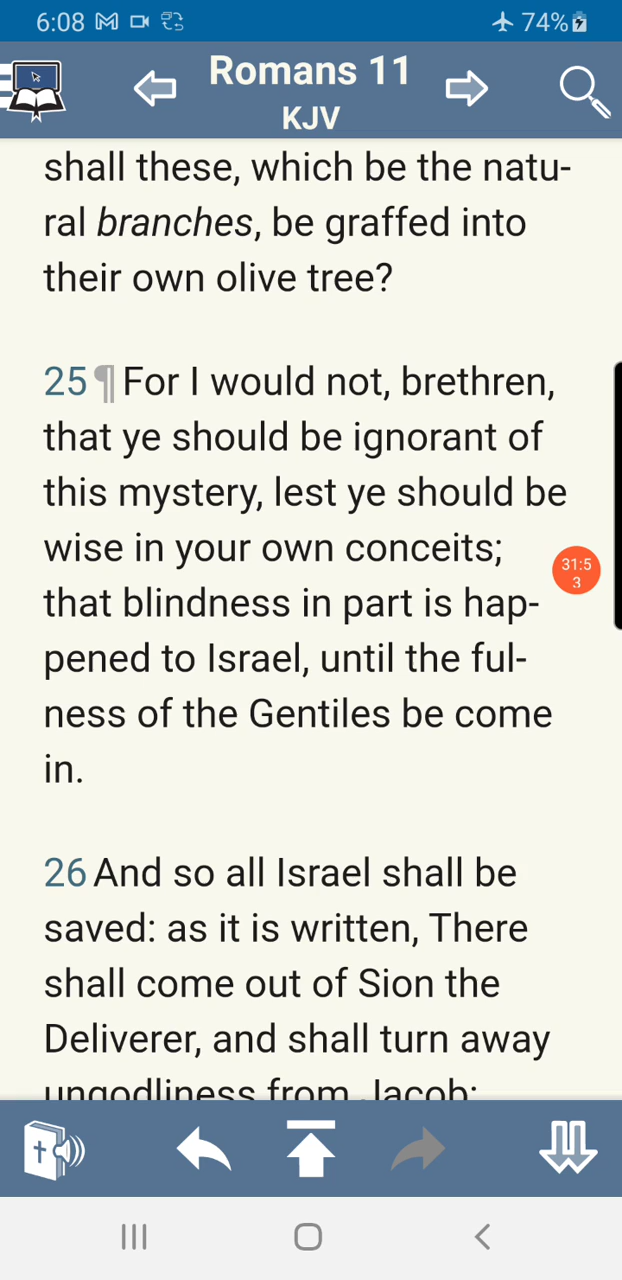 6:08
74%
Romans 11
KJV
shall these, which be the natu-
ral branches, be graffed into
their own olive tree?
25 ¶ For I would not, brethren,
that ye should be ignorant of
this mystery, lest ye should be
wise in your own conceits;
that blindness in part is hap-
pened to Israel, until the ful-
ness of the Gentiles be come
in.
31:5
3
26 And so all Israel shall be
saved: as it is written, There
shall come out of Sion the
Deliverer, and shall turn away
ungodliness from Jacob: